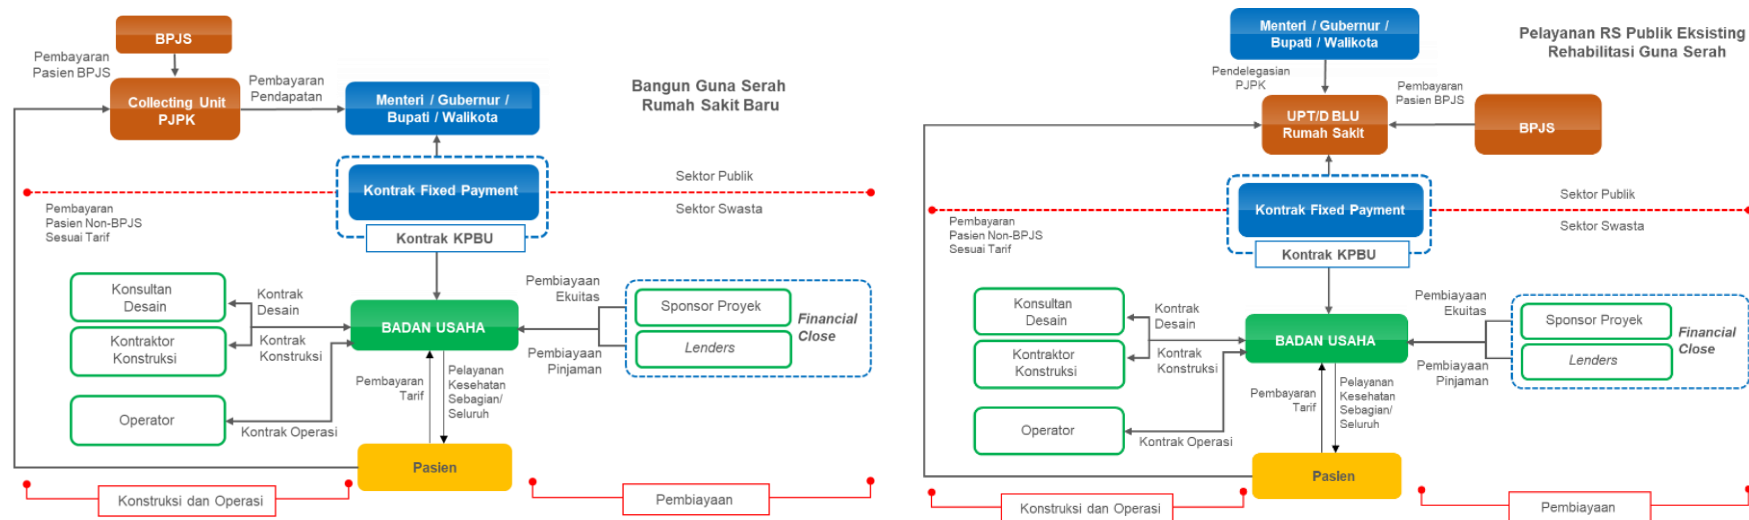 BPJS
Pembayaran
Pasien BPJS
Collecting Unit
PJPK
Pembayaran
Pendapatan
Menteri / Gubernur /
Bupati / Walikota
Bangun Guna Serah
Rumah Sakit Baru
Kontrak Fixed Payment
Sektor Publik
Sektor Swasta
Pembayaran
Pasien Non-BPJS
Sesuai Tarif
Kontrak KPBU
Konsultan
Desain
Kontrak
Desain
Kontraktor
Konstruksi
Kontrak
Konstruksi
BADAN USAHA
Pembiayaan
Ekuitas
Sponsor Proyek
Lenders
Financial
Close
Pembiayaan
Pinjaman
Pembayaran
Tarif
Pelayanan
Kesehatan
Sebagian/
Seluruh
Operator
Kontrak Operasi
Pasien
Konstruksi dan Operasi
Pembiayaan
Menteri / Gubernur /
Bupati / Walikota
Pelayanan RS Publik Eksisting
Rehabilitasi Guna Serah
Pendelegasian
PJPK
Pembayaran
Pasien BPJS
UPT/D BLU
Rumah Sakit
BPJS
Kontrak Fixed Payment
Sektor Publik
Sektor Swasta
Pembayaran
Pasien Non-BPJS
Sesuai Tarif
Kontrak KPBU
Konsultan
Desain
Kontrak
Desain
Kontraktor
Konstruksi
Kontrak
Konstruksi
BADAN USAHA
Pembiayaan
Ekuitas
Sponsor Proyek
Lenders
Financial
Close
Pembiayaan
Pinjaman
Pembayaran
Tarif
Pelayanan
Kesehatan
Sebagian/
Seluruh
Operator
Kontrak Operasi
Pasien
Konstruksi dan Operasi
Pembiayaan